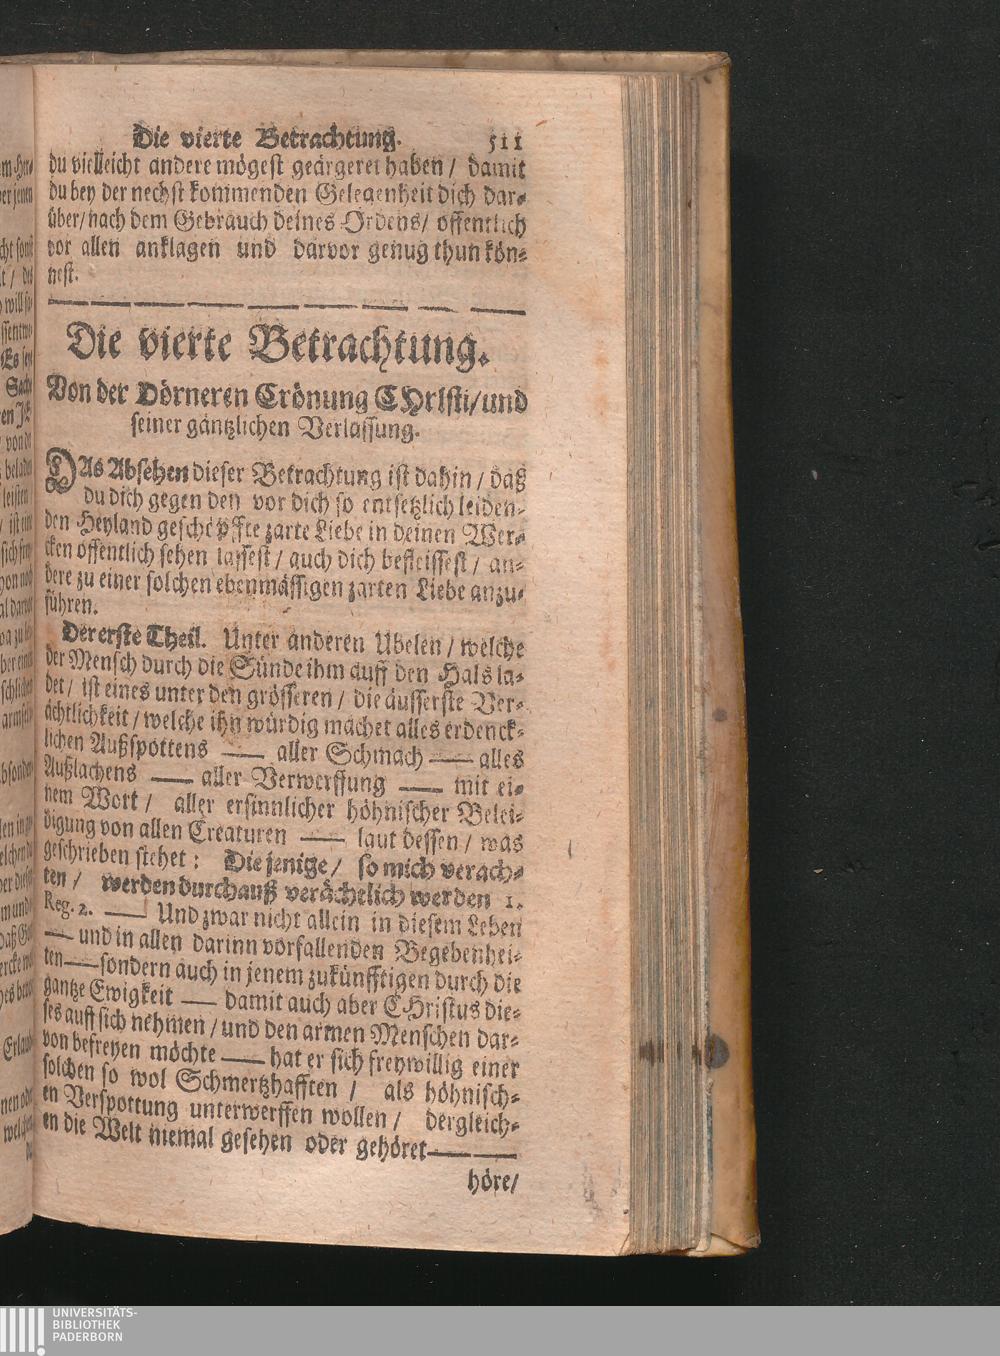 Die vierte Betrachtung. 511
du vielleicht andere mögest geärgeret haben / damit
du bey der nechst kommenden Gelegenheit dich dar-
über/ nach dem Gebrauch deines Ordens/ offentlich
vor allen anklagen und darvor genug thun kön-
nest.
Die vierte Betrachtung.
Von der Dörneren Crönung CHrIsti/ und
seiner gäntzlichen Verlassung.
DAs Absehen dieser Betrachtung ist dahin / daß
du dich gegen den vor dich so entsetzlich leiden-
den Heyland geschöpffte zarte Liebe in deinen Wer-
cken offentlich sehen lassest / auch dich befleissest / an-
dere zu einer solchen ebenmässigen zarten Liebe anzu-
führen.
Der erste Theil. Unter anderen Ubelen / welche
der Mensch durch die Sünde ihm auff den Hals la-
det / ist eines unter den grösseren / die äusserste Ver-
ächtlichkeit / welche ihn würdig machet alles erdenck-
lichen Außspottens — aller Schmach — alles
Außlachens — aller Verwerffung — mit ei-
nem Wort / aller ersinnlicher höhnischer Belei-
digung von allen Creaturen — laut dessen / was
geschrieben stehet : Die jenige / so mich verach-
ten / werden durchauß verächtlich werden 1.
Reg. 2. — Und zwar nicht allein in diesem Leben
— und in allen darinn vorfallenden Begebenhei-
ten — sondern auch in jenem zukünfftigen durch die
gantze Ewigkeit — damit auch aber CHristus die-
ses auff sich nehmen / und den armen Menschen dar-
von befreyen möchte — hat er sich freywillig einer
solchen so wol Schmertzhafften / als höhnisch-
en Verspottung unterwerffen wollen / dergleich-
en die Welt niemal gesehen oder gehöret — —
höre/
UNIVERSITÄTS-
BIBLIOTHEK
PADERBORN